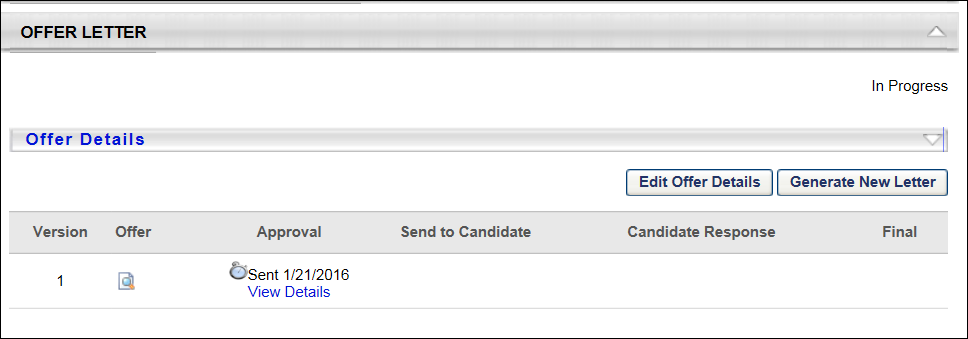 OFFER LETTER
In Progress
Offer Details
Edit Offer Details Generate New Letter
Version Offer Approval Send to Candidate Candidate Response Final
1 Sent 1/21/2016
View Details